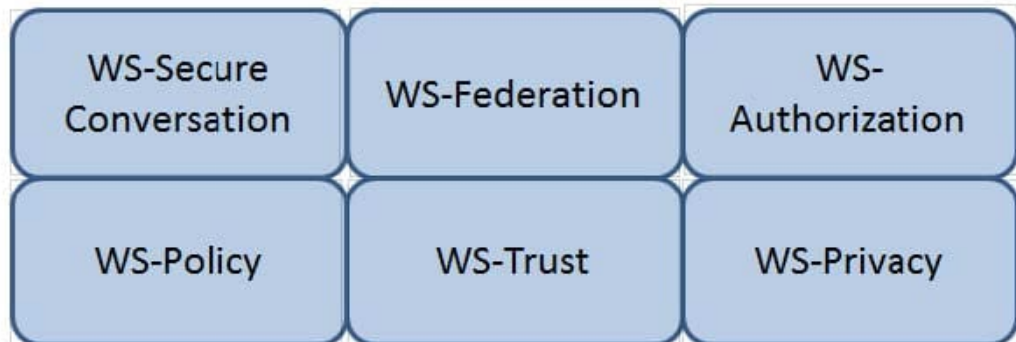 WS-Secure
Conversation
WS-Federation
WS-
Authorization
WS-Policy
WS-Trust
WS-Privacy